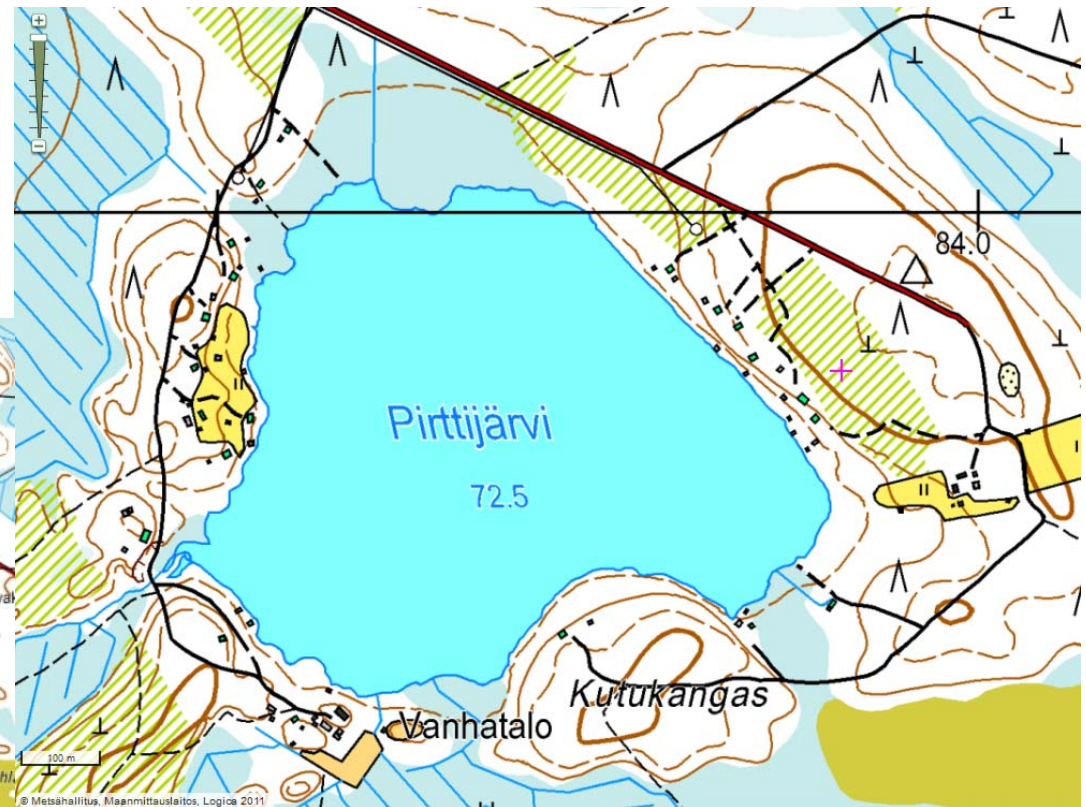 84.0
Pirttijärvi
72.5
Kutukangas
Vanhatalo
100 m
© Metsähallitus, Maanmittauslaitos, Logica 2011